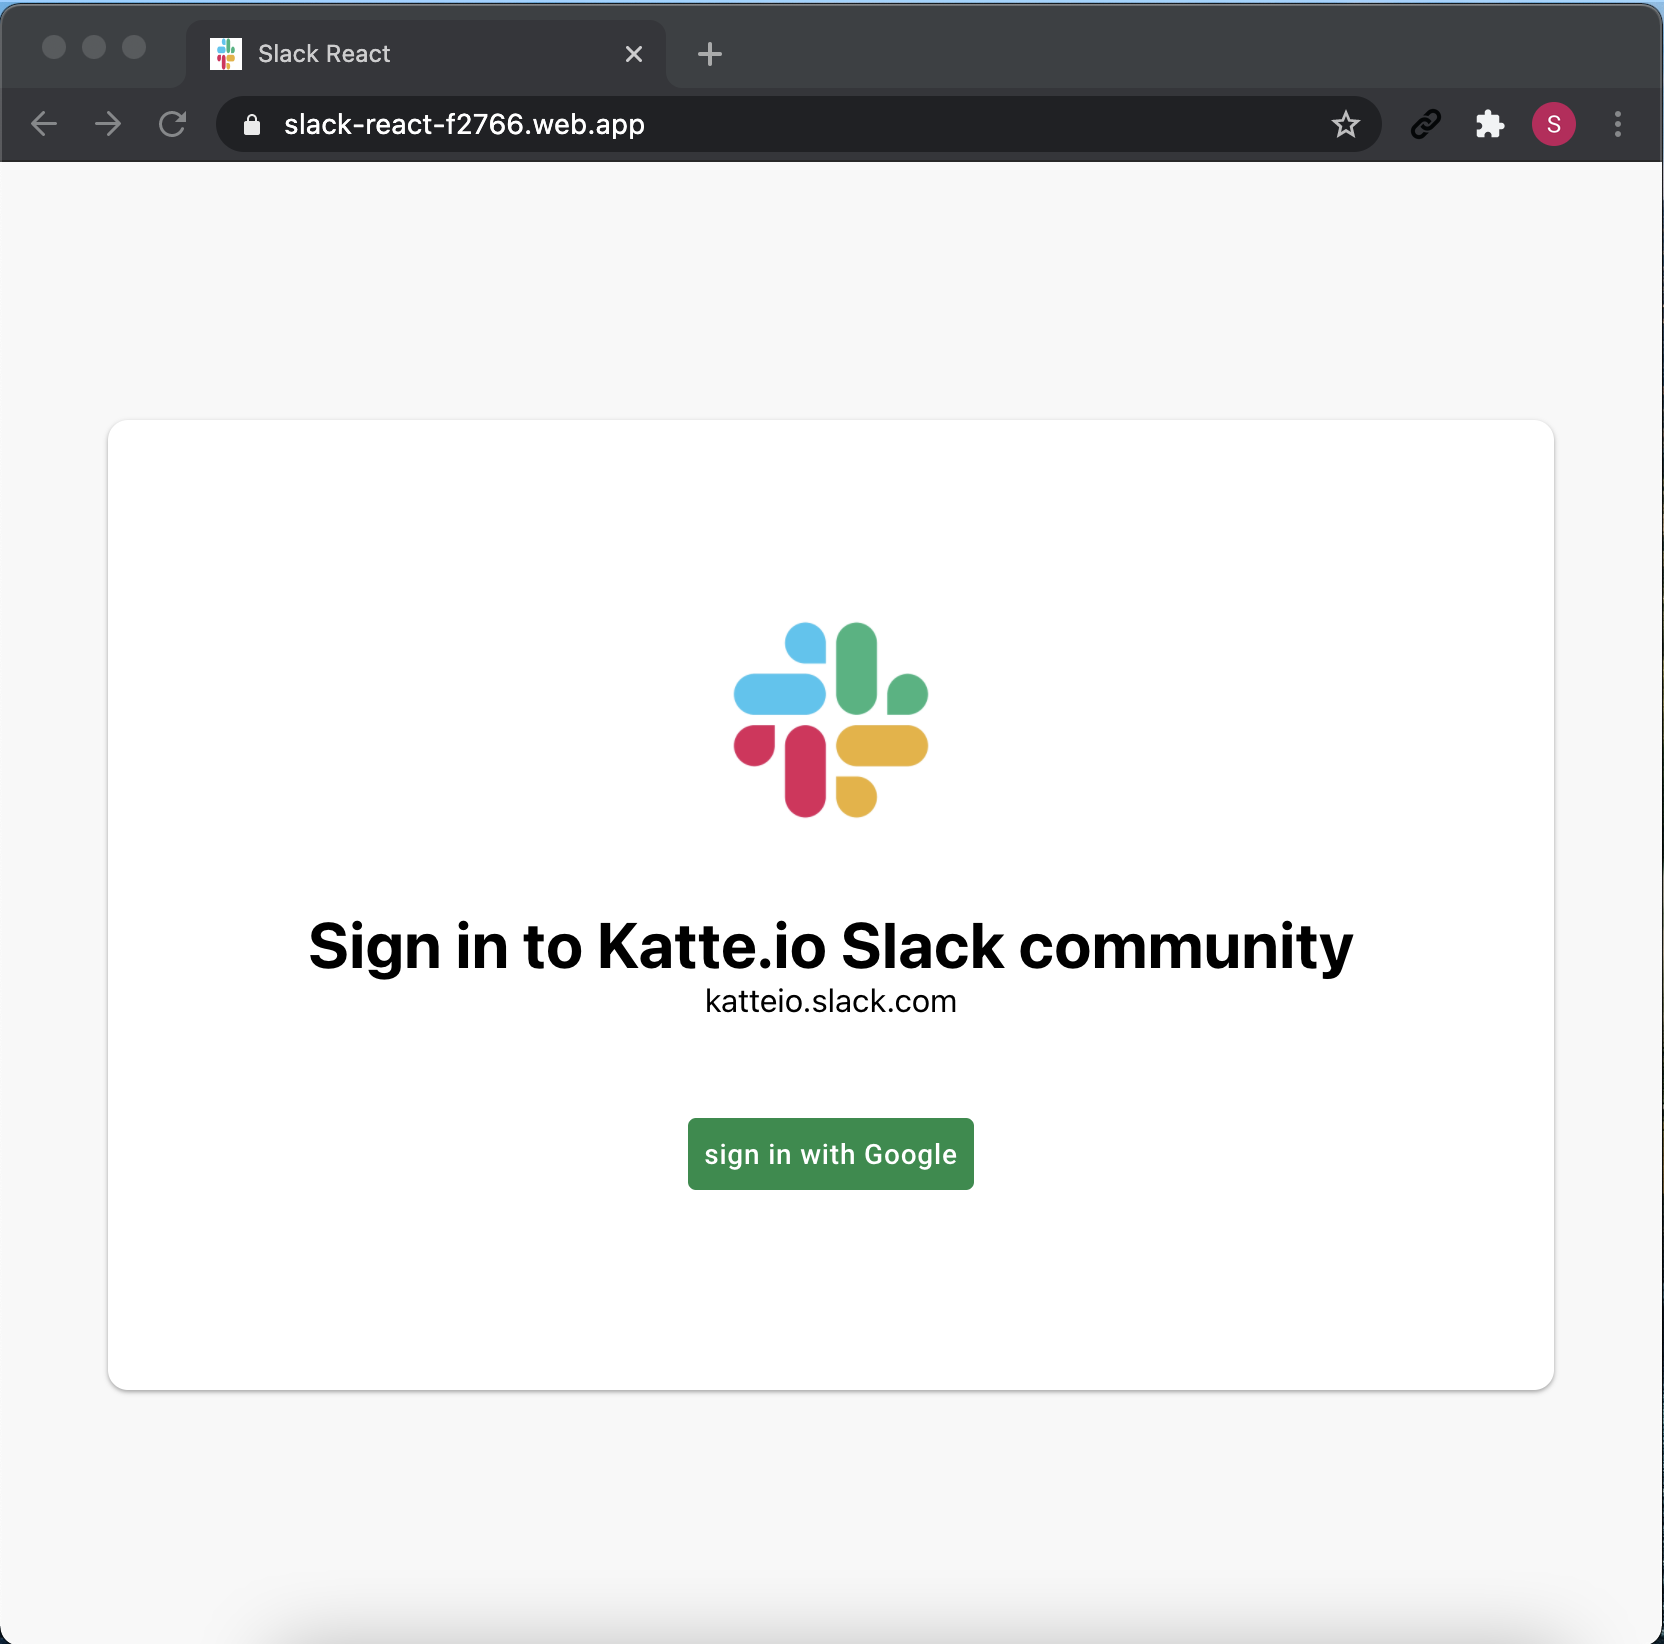 Slack React
slack-react-f2766.web.app
S
Sign in to Katte.io Slack community
katteio.slack.com
sign in with Google